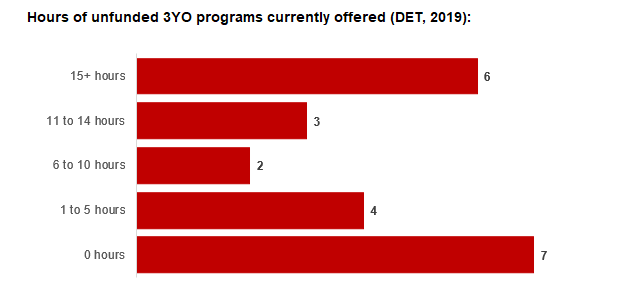 Hours of unfunded 3YO programs currently offered (DET, 2019):
15+ hours 6
11 to 14 hours 3
6 to 10 hours 2
1 to 5 hours 4
0 hours 7